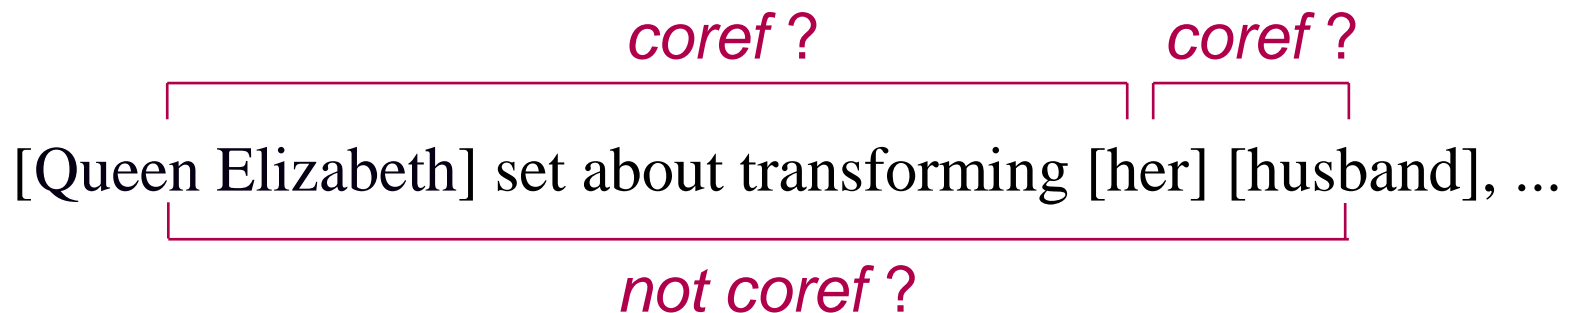 coref ? coref ?
[Queen Elizabeth] set about transforming [her] [husband], ...
not coref ?